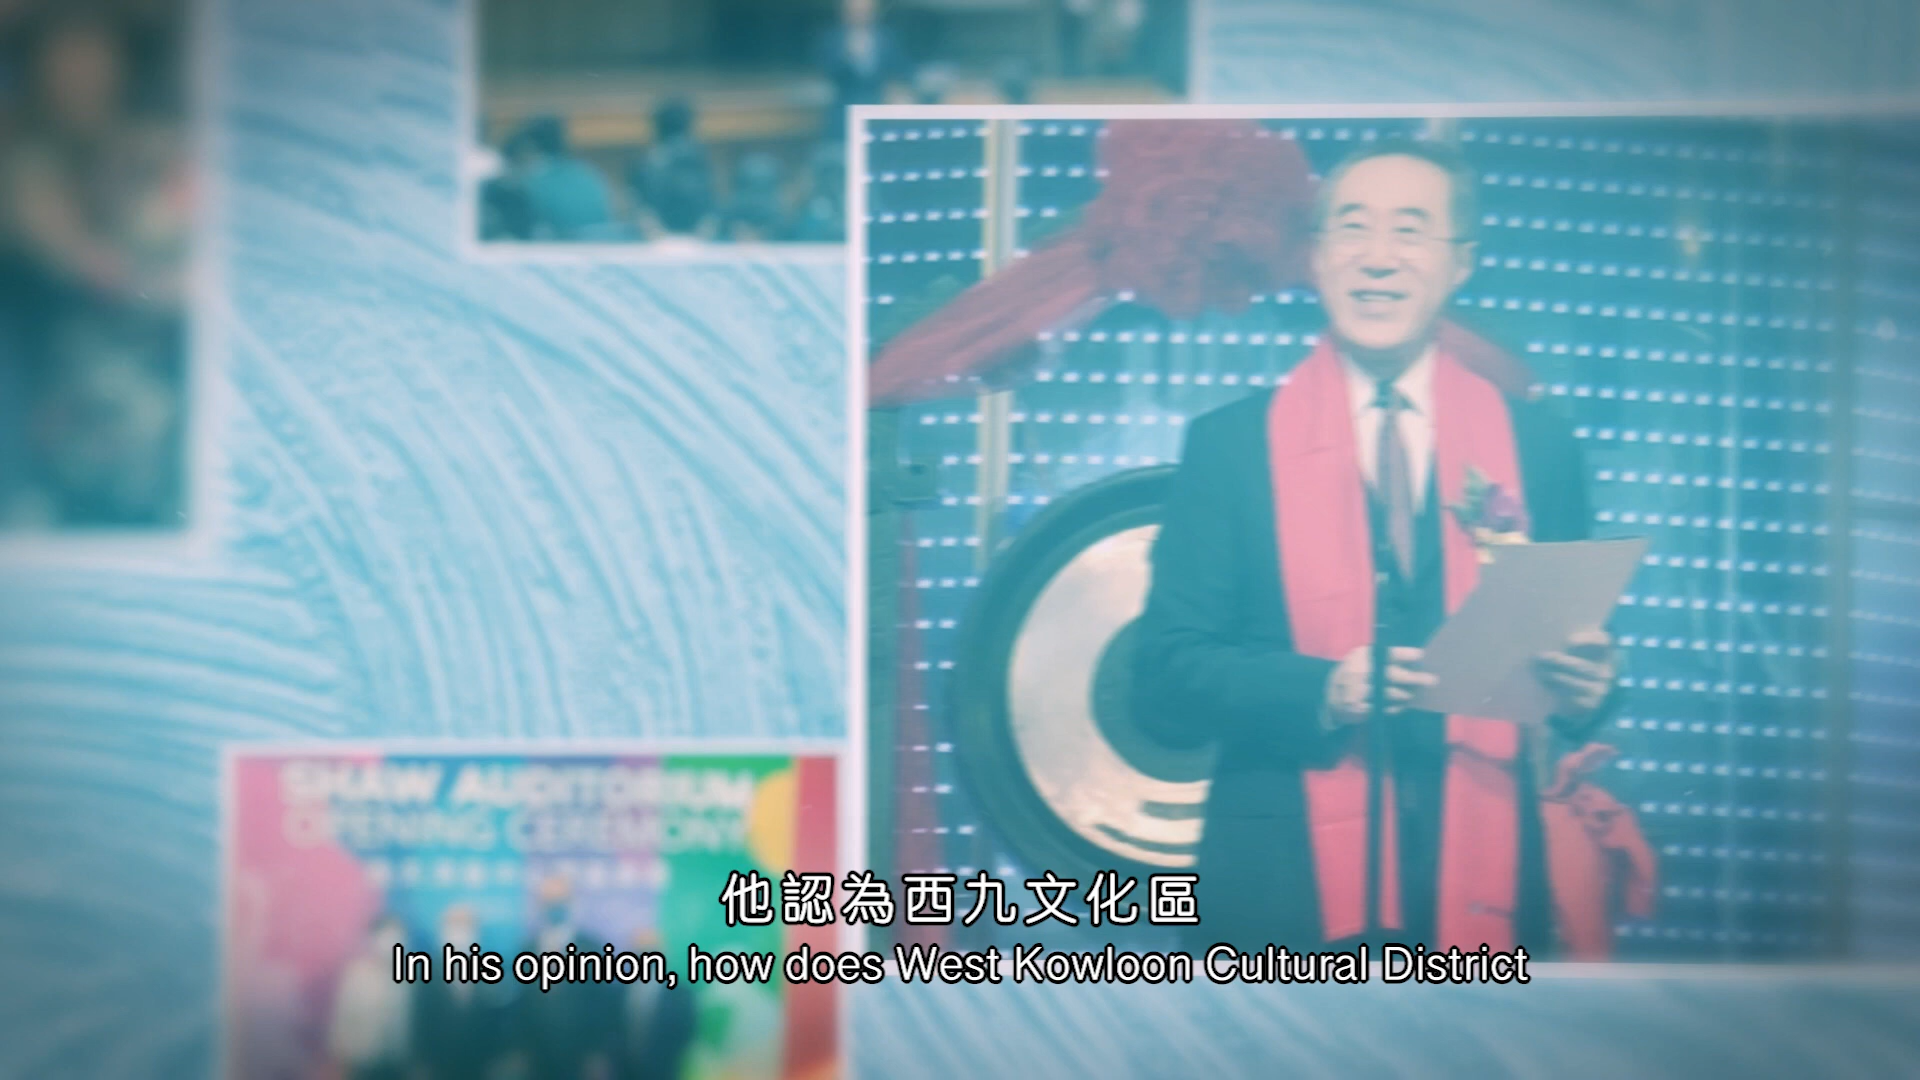 SHAW AUDITORIUM
OPENING CEREMONY
他認為西九文化區
In his opinion, how does West Kowloon Cultural District